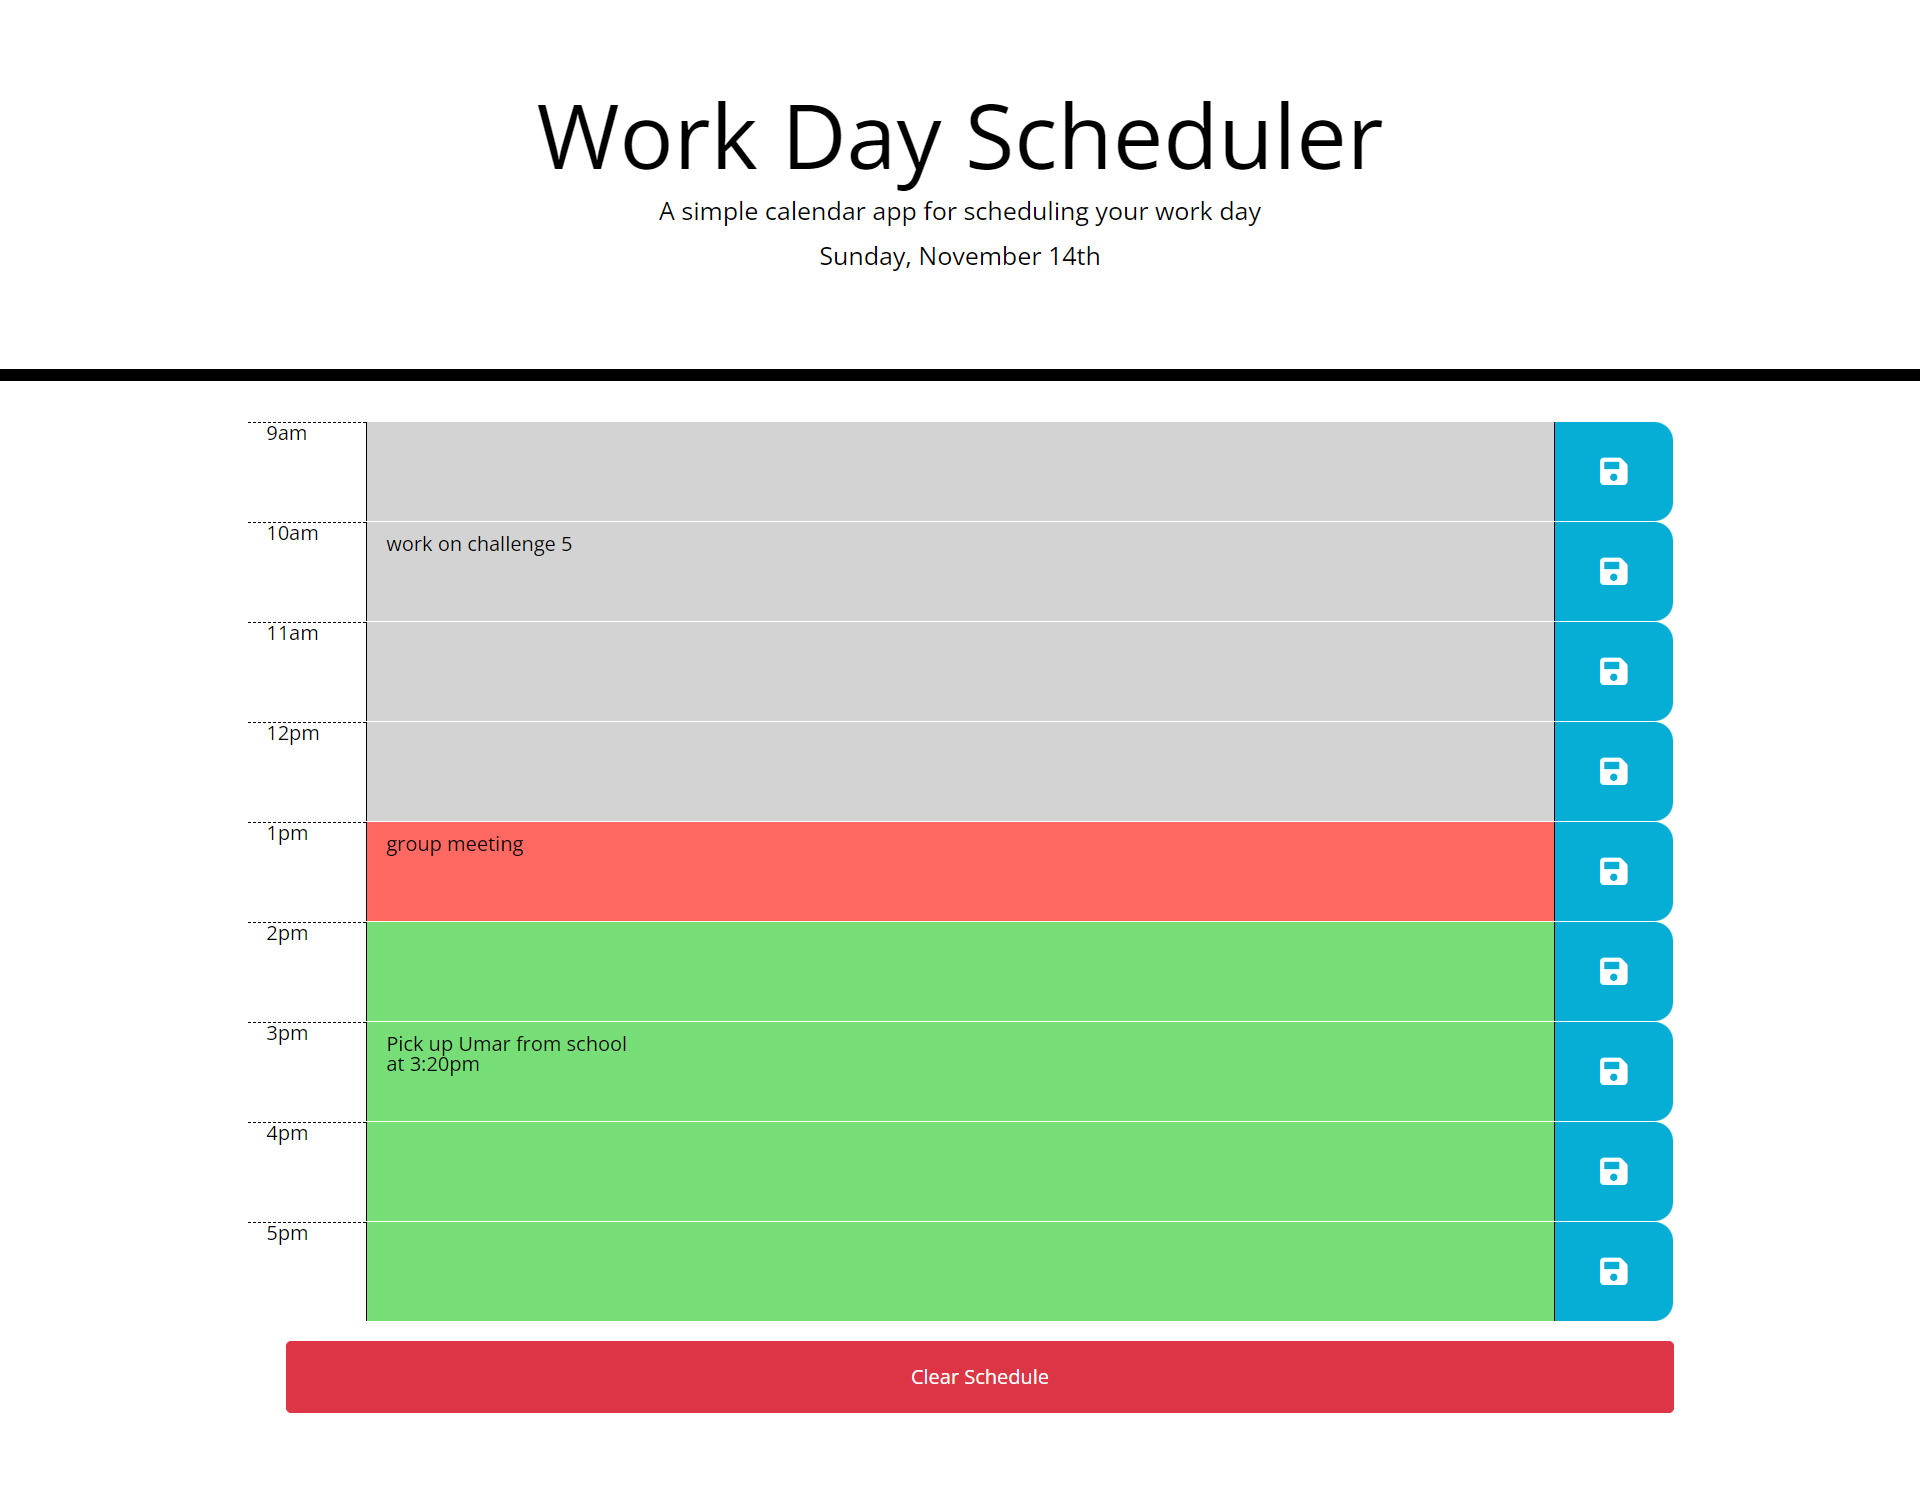 Work Day Scheduler
A simple calendar app for scheduling your work day
Sunday, November 14th
9am
10am
work on challenge 5
11am
12pm
1pm
group meeting
2pm
3pm
Pick up Umar from school
at 3:20pm
4pm
5pm
Clear Schedule